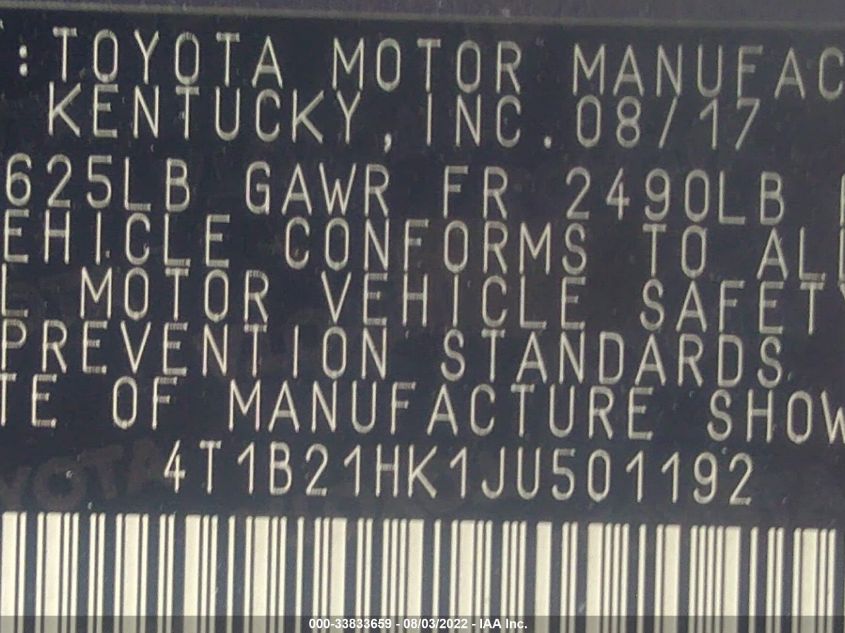 : TOYOTA MOTOR MANUFAC
KENTUCKY, INC. 08/17
625LB GAWR FR 2490LB
EHICLE CONFORMS TO ALL
L MOTOR VEHICLE SAFETY
PREVENTION STANDARDS
TE OF MANUFACTURE SHOW
4T1B21HK1JU501192
TOYOTA
000-33833659 - 08/03/2022 - IAA Inc.